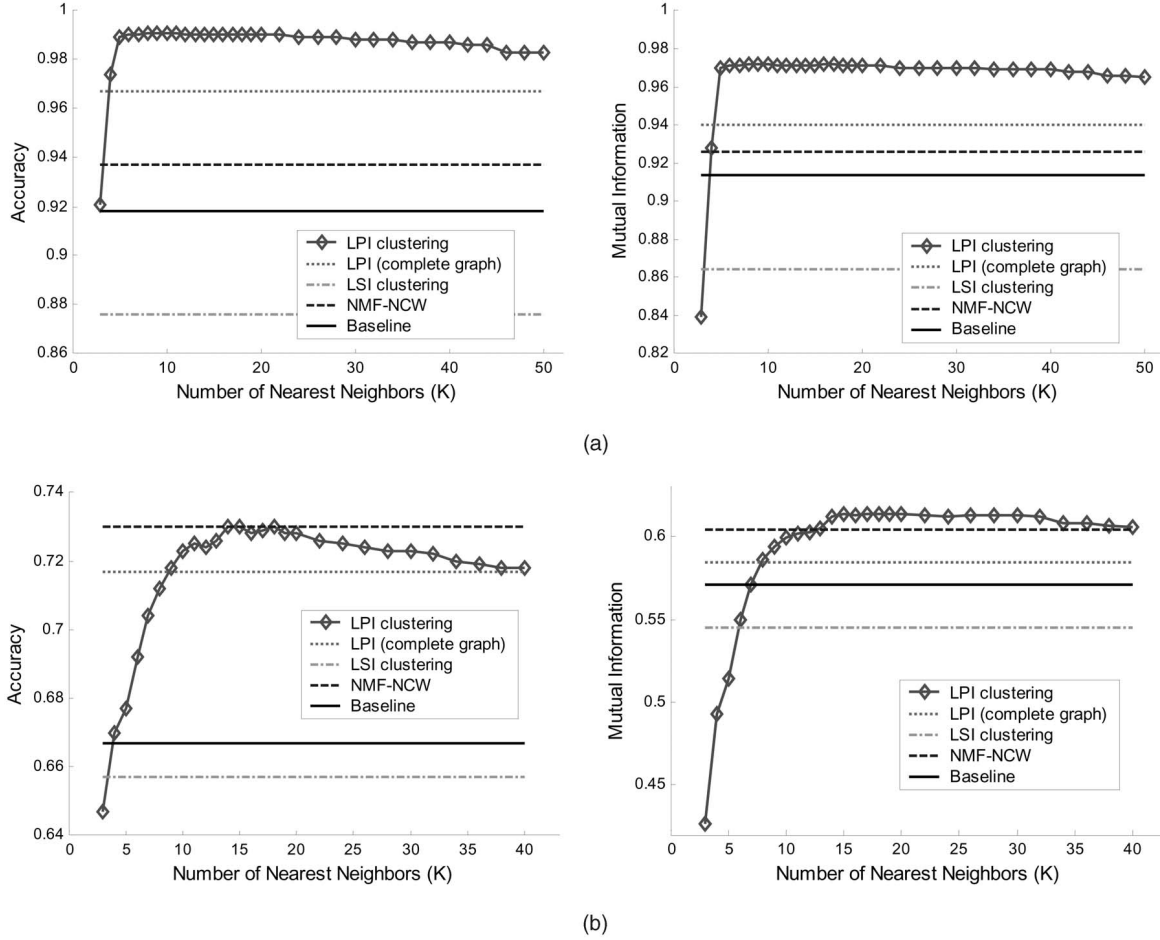 1
0.98
0.96
0.94
0.92
0.9
0.88
0.86
0
10
20
30
40
50
Accuracy
Number of Nearest Neighbors (K)
LPI clustering
LPI (complete graph)
LSI clustering
NMF-NCW
Baseline
1
0.98
0.96
0.94
0.92
0.9
0.88
0.86
0.84
0.82
0
10
20
30
40
50
Mutual Information
Number of Nearest Neighbors (K)
LPI clustering
LPI (complete graph)
LSI clustering
NMF-NCW
Baseline
(a)
0.74
0.72
0.7
0.68
0.66
0.64
0
5
10
15
20
25
30
35
40
Accuracy
Number of Nearest Neighbors (K)
LPI clustering
LPI (complete graph)
LSI clustering
NMF-NCW
Baseline
0.6
0.55
0.5
0.45
0
5
10
15
20
25
30
35
40
Mutual Information
Number of Nearest Neighbors (K)
LPI clustering
LPI (complete graph)
LSI clustering
NMF-NCW
Baseline
(b)